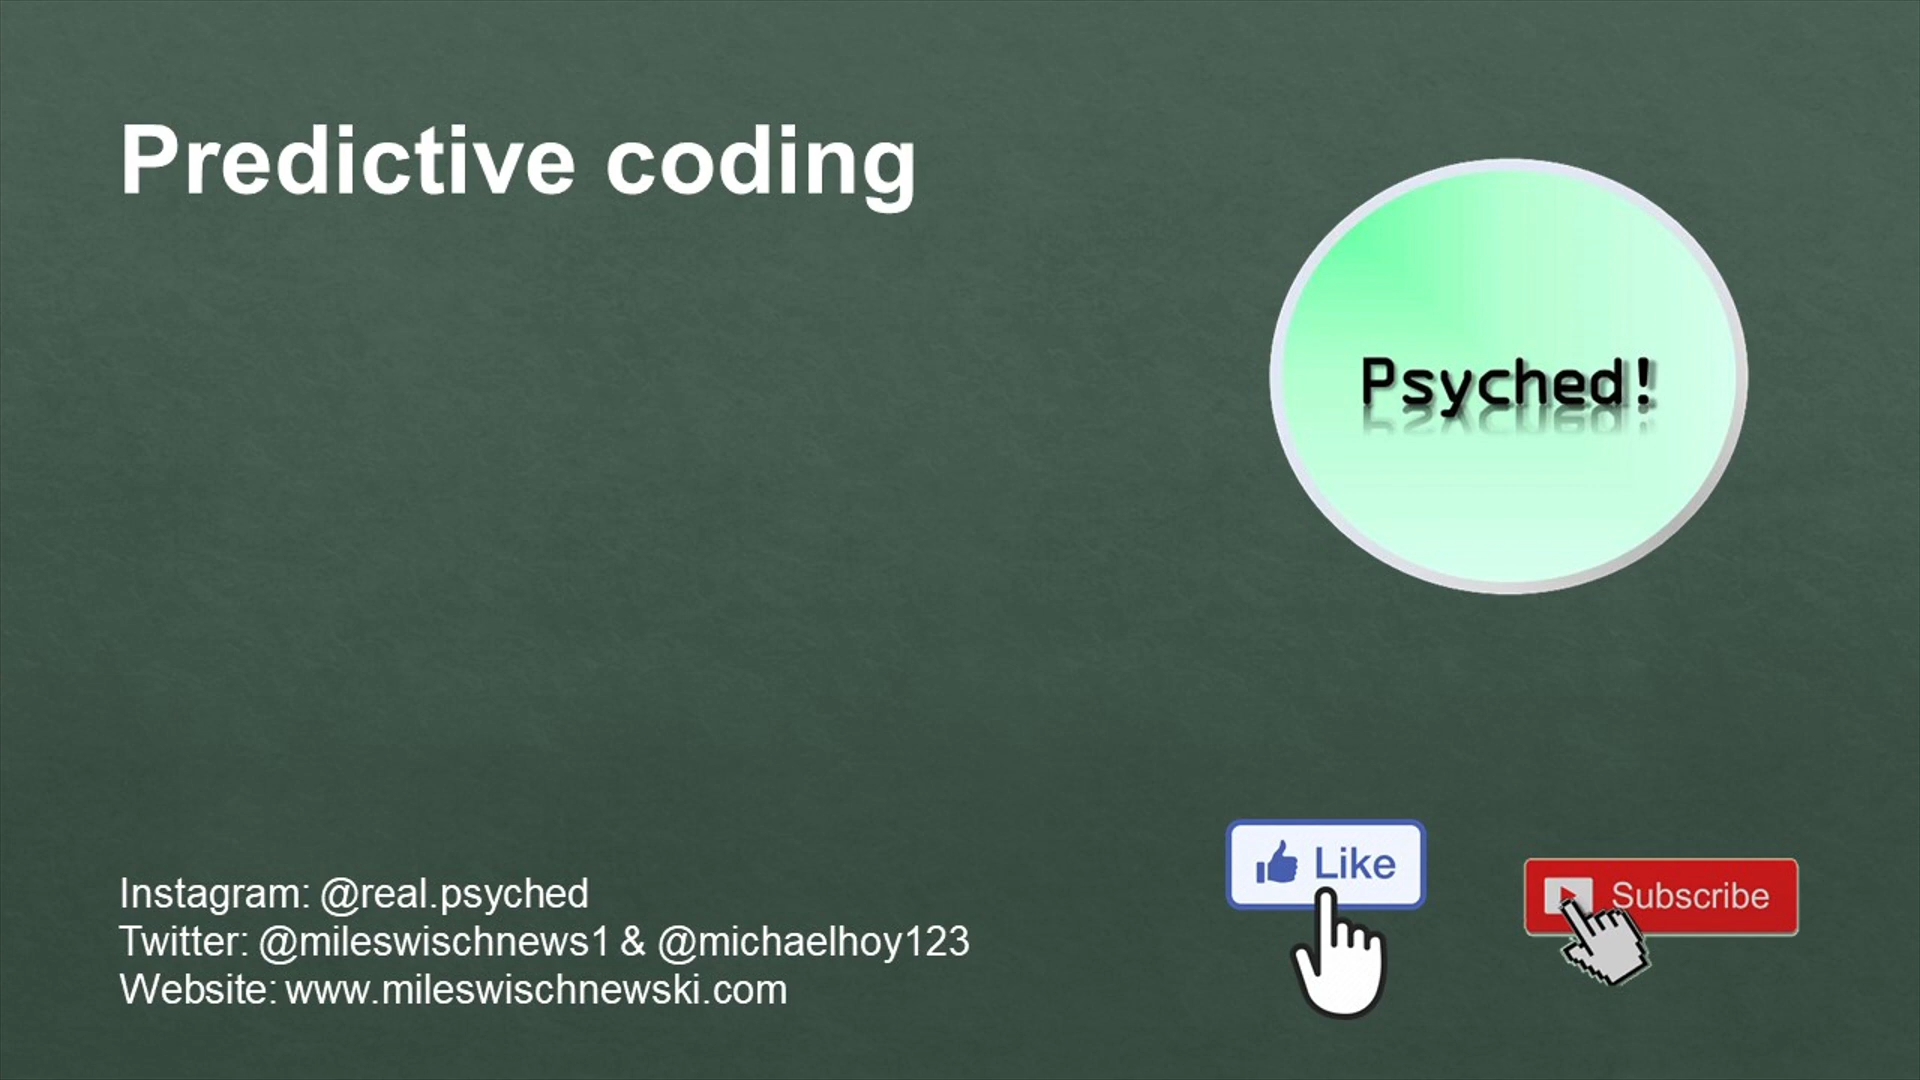 Predictive coding
Psyched!
Like
Subscribe
Instagram: @real.psyched
Twitter: @mileswischnews1 & @michaelhoy123
Website: www.mileswischnewski.com